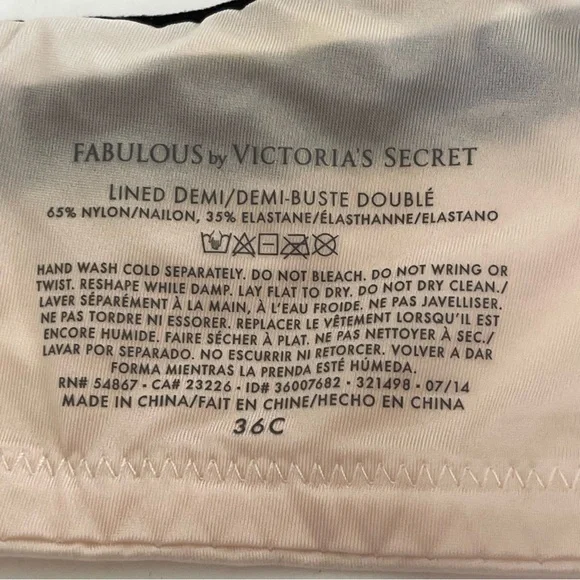 FABULOUS by VICTORIA'S SECRET
LINED DEMI/DEMI-BUSTE DOUBLÉ
65% NYLON/NAILON, 35% ELASTANE/ÉLASTHANNE/ELASTANO
HAND WASH COLD SEPARATELY. DO NOT BLEACH. DO NOT WRING OR
TWIST. RESHAPE WHILE DAMP. LAY FLAT TO DRY. DO NOT DRY CLEAN./
LAVER SÉPARÉMENT À LA MAIN, À L'EAU FROIDE. NE PAS JAVELLISER.
NE PAS TORDRE NI ESSORER. REPLACER LE VÊTEMENT LORSQU'IL EST
ENCORE HUMIDE. FAIRE SÉCHER À PLAT. NE PAS NETTOYER À SEC./
LAVAR POR SEPARADO. NO ESCURRIR NI RETORCER. VOLVER A DAR
FORMA MIENTRAS LA PRENDA ESTÉ HÚMEDA.
RN# 54867 • CA# 23226 • ID# 36007682 • 321498 • 07/14
MADE IN CHINA/FAIT EN CHINE/HECHO EN CHINA
36C